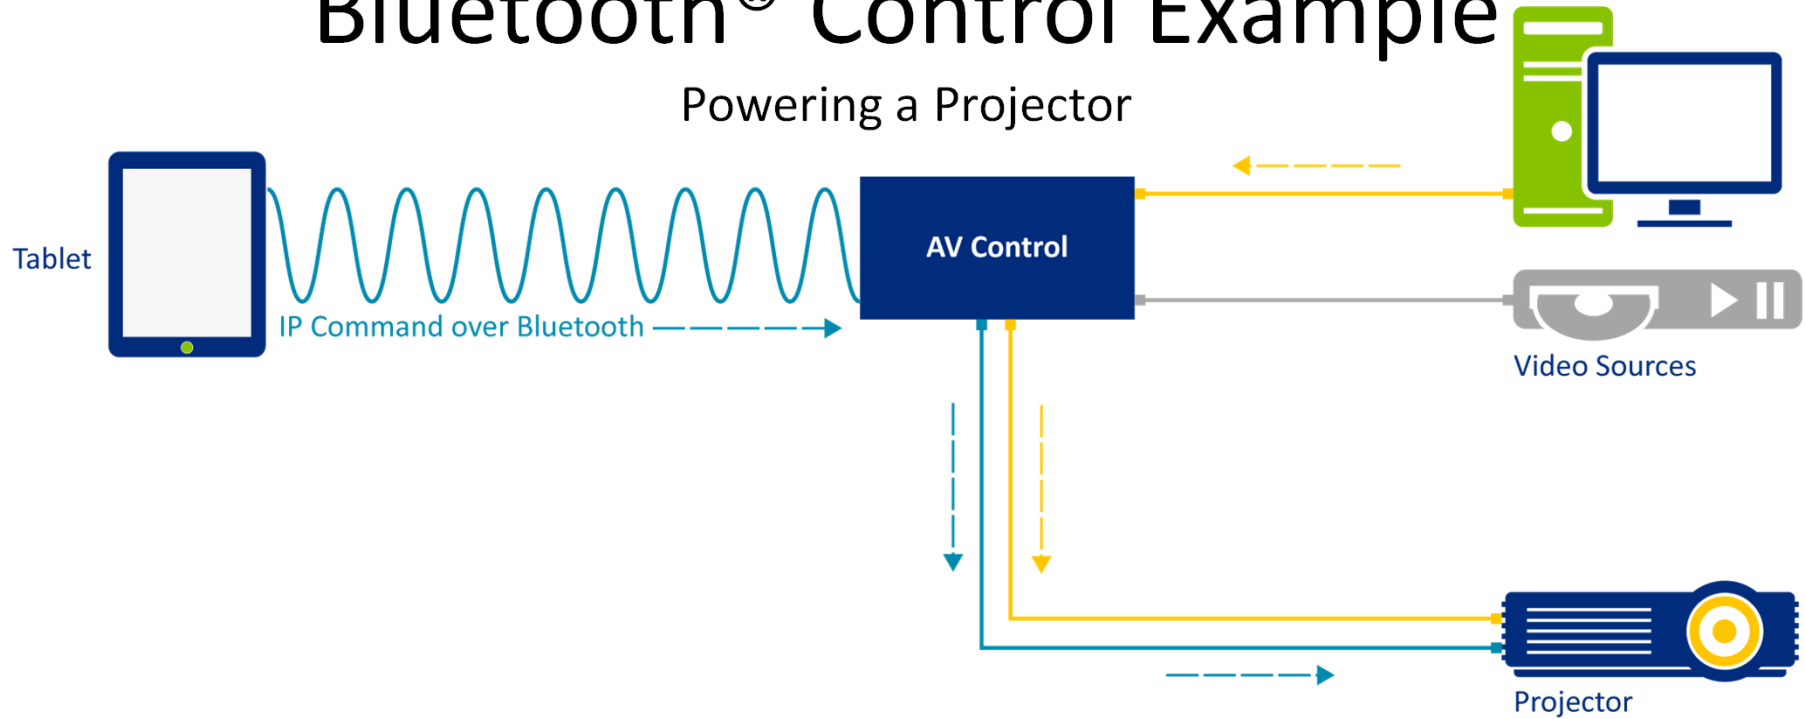 Bluetooth® Control Example
Powering a Projector
Tablet
AV Control
IP Command over Bluetooth
Video Sources
Projector